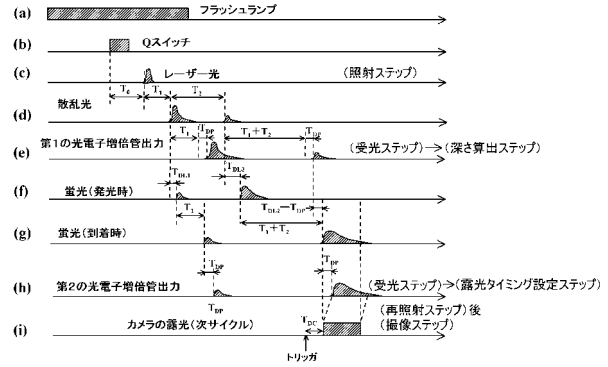 (a) フラッシュランプ
(b) Qスイッチ
(c) レーザー光 (照射ステップ)
T0 T1 T2
(d) 散乱光
T1 TDP T1+T2 TDP
(e) 第1の光電子増倍管出力 (受光ステップ)→(深さ算出ステップ)
TDL1 TDL2
(f) 蛍光(発光時) TDL2-TDP
T1 T1+T2
(g) 蛍光(到着時)
TDP TDP
(h) 第2の光電子増倍管出力 (受光ステップ)→(露光タイミング設定ステップ)
TDP (再照射ステップ)後
(i) カメラの露光(次サイクル) TDC (撮像ステップ)
トリッガ